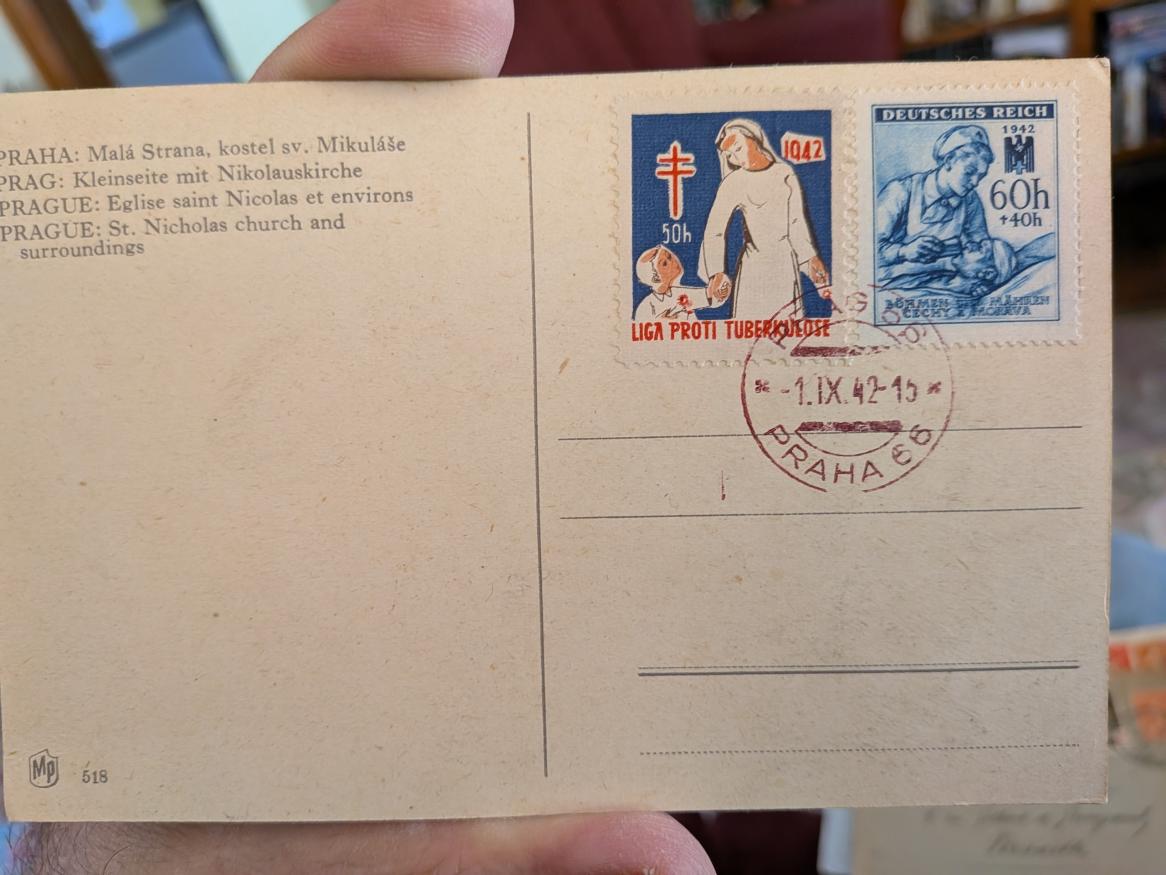 PRAHA: Malá Strana, kostel sv. Mikuláše
PRAG: Kleinseite mit Nikolauskirche
PRAGUE: Eglise saint Nicolas et environs
PRAGUE: St. Nicholas church and
surroundings
1942
50h
LIGA PROTI TUBERKULOSE
DEUTSCHES REICH
1942
60h
+40h
BÖHMEN UND MÄHREN
ČECHY A MORAVA
PRAG 66
* -1.IX.42-15 *
PRAHA 66
Mp
518